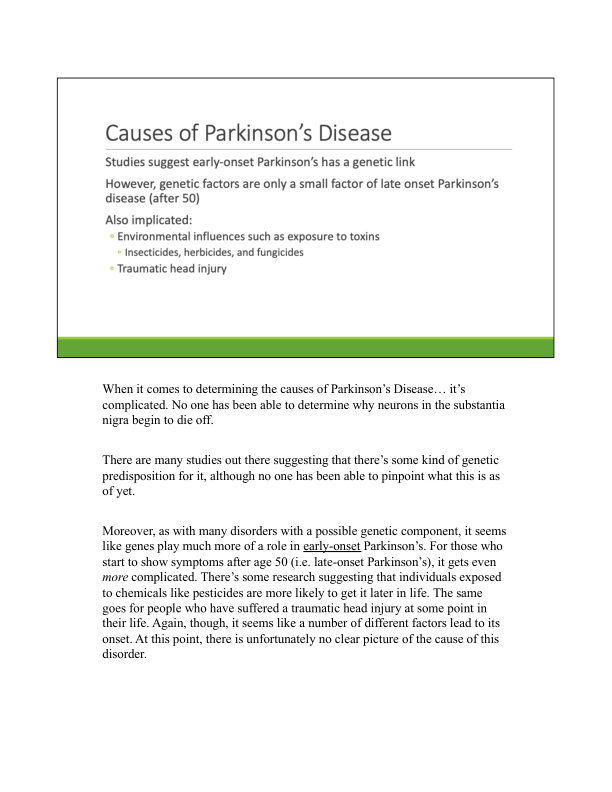 Causes of Parkinson's Disease
Studies suggest early-onset Parkinson's has a genetic link
However, genetic factors are only a small factor of late onset Parkinson's
disease (after 50)
Also implicated:
• Environmental influences such as exposure to toxins
• Insecticides, herbicides, and fungicides
• Traumatic head injury
When it comes to determining the causes of Parkinson's Disease… it's
complicated. No one has been able to determine why neurons in the substantia
nigra begin to die off.
There are many studies out there suggesting that there's some kind of genetic
predisposition for it, although no one has been able to pinpoint what this is as
of yet.
Moreover, as with many disorders with a possible genetic component, it seems
like genes play much more of a role in early-onset Parkinson's. For those who
start to show symptoms after age 50 (i.e. late-onset Parkinson's), it gets even
more complicated. There's some research suggesting that individuals exposed
to chemicals like pesticides are more likely to get it later in life. The same
goes for people who have suffered a traumatic head injury at some point in
their life. Again, though, it seems like a number of different factors lead to its
onset. At this point, there is unfortunately no clear picture of the cause of this
disorder.